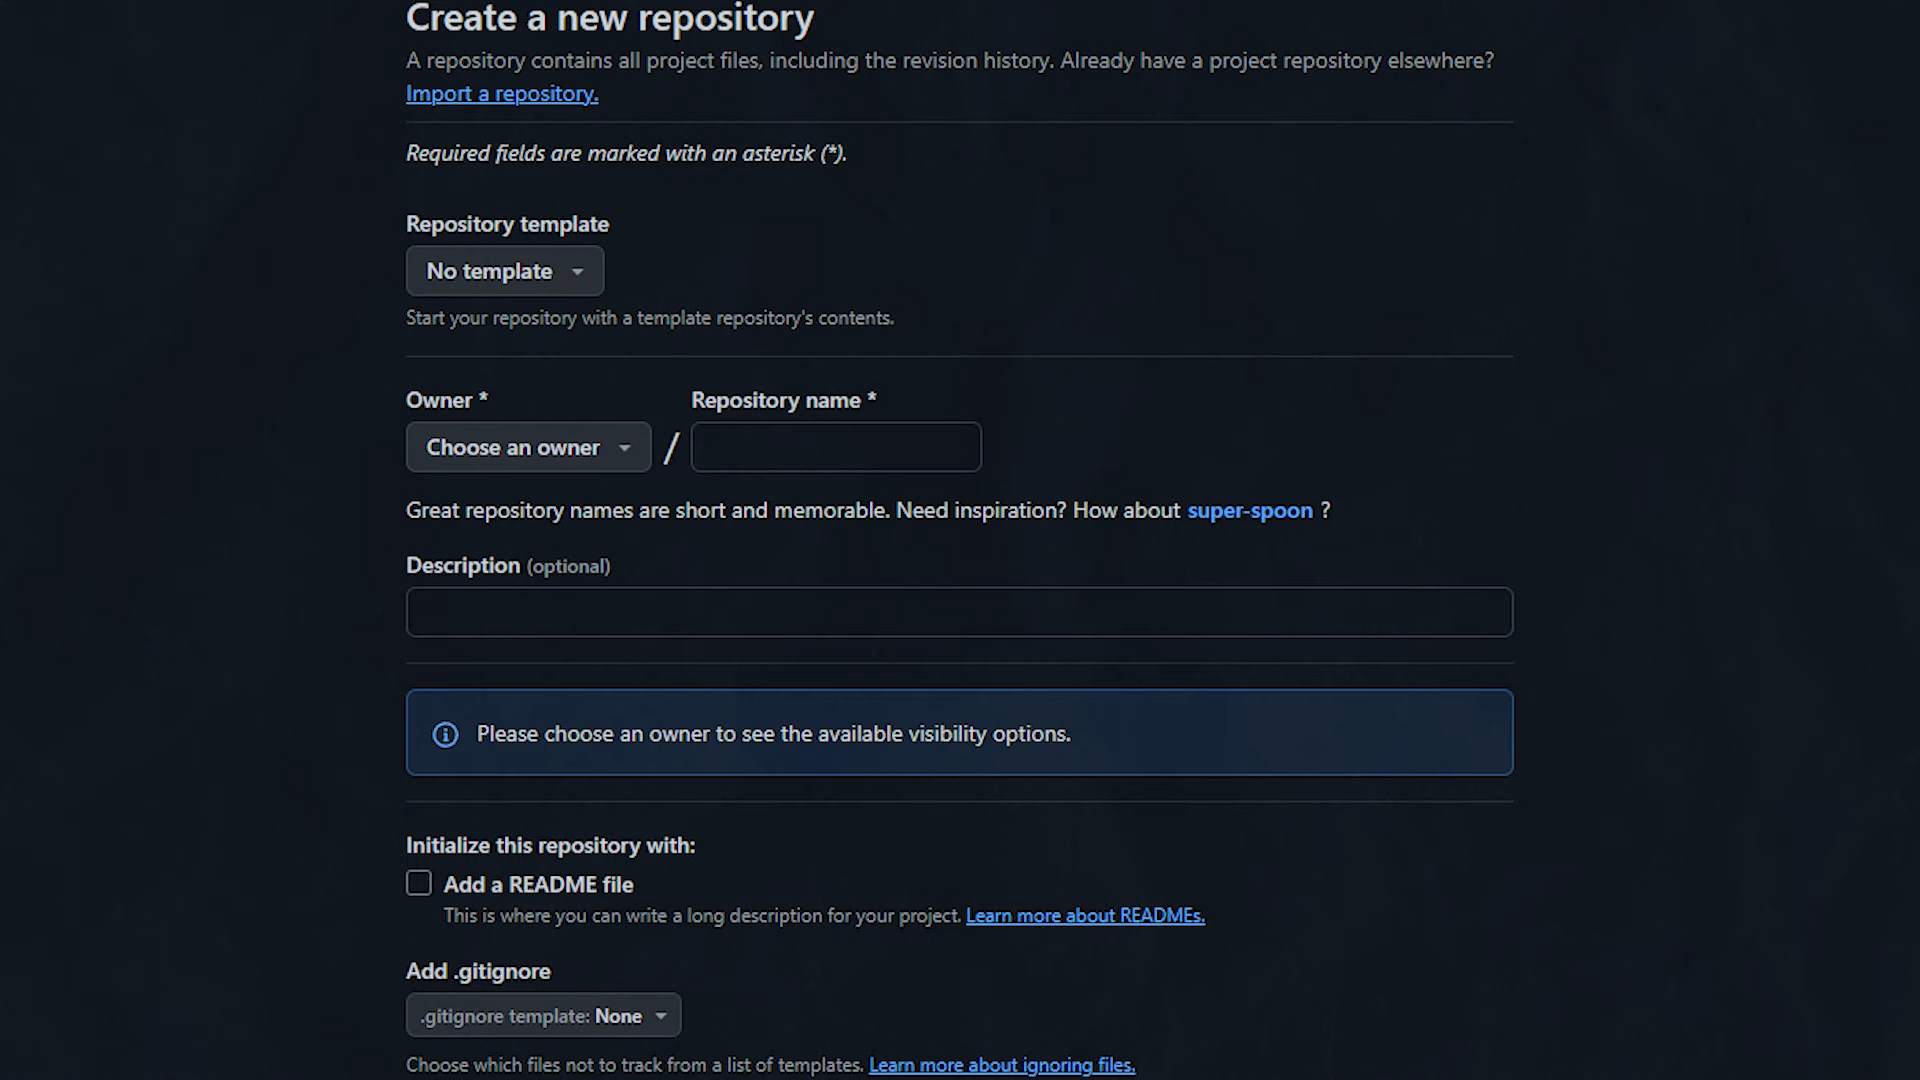 Create a new repository
A repository contains all project files, including the revision history. Already have a project repository elsewhere?
Import a repository.
Required fields are marked with an asterisk (*).
Repository template
No template
Start your repository with a template repository's contents.
Owner * Repository name *
Choose an owner /
Great repository names are short and memorable. Need inspiration? How about super-spoon ?
Description (optional)
Please choose an owner to see the available visibility options.
Initialize this repository with:
Add a README file
This is where you can write a long description for your project. Learn more about READMEs.
Add .gitignore
.gitignore template: None
Choose which files not to track from a list of templates. Learn more about ignoring files.